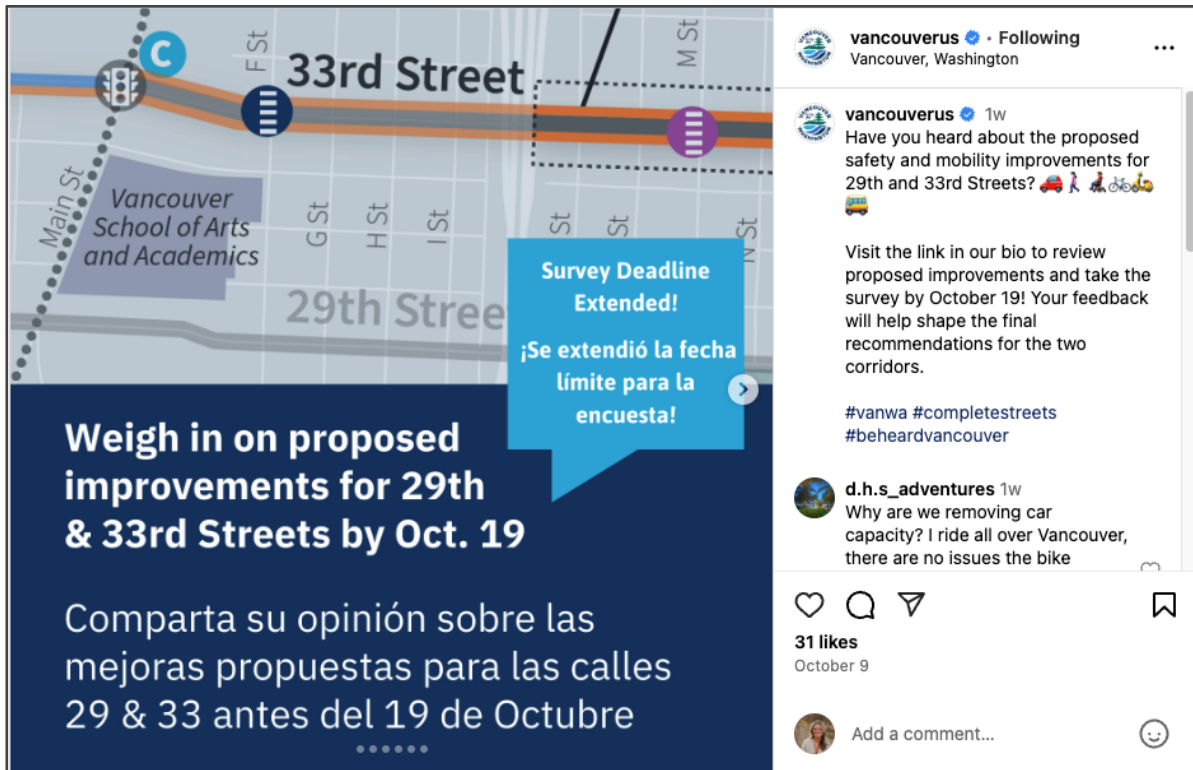 C
F St
33rd Street
M St
Main St
Vancouver
School of Arts
and Academics
G St
H St
I St
St
St
N St
29th Stree
Survey Deadline
Extended!
¡Se extendió la fecha
límite para la
encuesta!
Weigh in on proposed
improvements for 29th
& 33rd Streets by Oct. 19
Comparta su opinión sobre las
mejoras propuestas para las calles
29 & 33 antes del 19 de Octubre
vancouverus • Following
Vancouver, Washington
vancouverus 1w
Have you heard about the proposed
safety and mobility improvements for
29th and 33rd Streets? 🚗🚶‍♀️👩‍🦽🚲🛵
🚌
Visit the link in our bio to review
proposed improvements and take the
survey by October 19! Your feedback
will help shape the final
recommendations for the two
corridors.
#vanwa #completestreets
#beheardvancouver
d.h.s_adventures 1w
Why are we removing car
capacity? I ride all over Vancouver,
there are no issues the bike
31 likes
October 9
Add a comment...